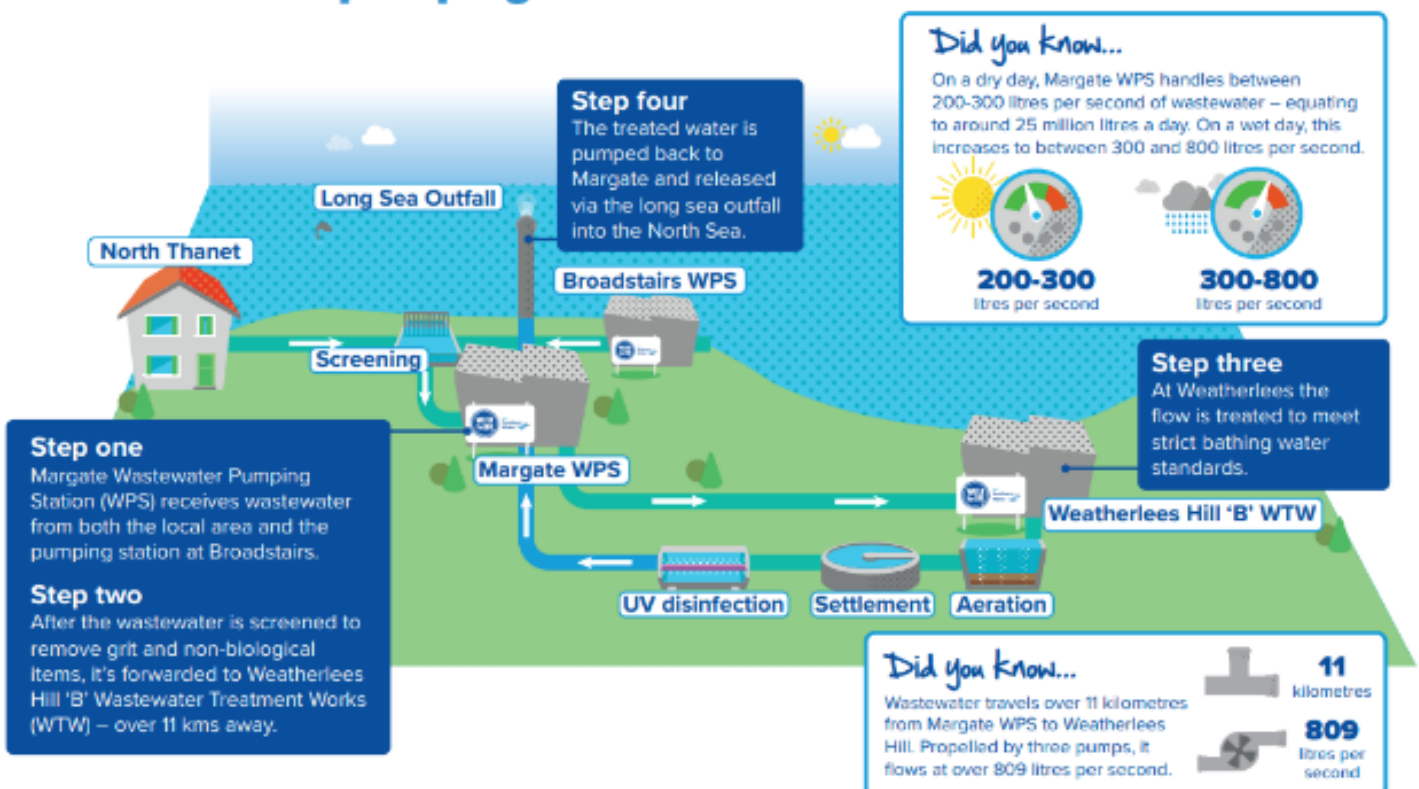 Did you know...
On a dry day, Margate WPS handles between
200-300 litres per second of wastewater – equating
to around 25 million litres a day. On a wet day, this
increases to between 300 and 800 litres per second.
200-300
litres per second
300-800
litres per second
Step four
The treated water is
pumped back to
Margate and released
via the long sea outfall
into the North Sea.
Long Sea Outfall
North Thanet
Broadstairs WPS
Screening
Step three
At Weatherlees the
flow is treated to meet
strict bathing water
standards.
Step one
Margate Wastewater Pumping
Station (WPS) receives wastewater
from both the local area and the
pumping station at Broadstairs.
Step two
After the wastewater is screened to
remove grit and non-biological
items, it's forwarded to Weatherlees
Hill 'B' Wastewater Treatment Works
(WTW) – over 11 kms away.
Margate WPS
Weatherlees Hill 'B' WTW
UV disinfection
Settlement
Aeration
Did you know...
Wastewater travels over 11 kilometres
from Margate WPS to Weatherlees
Hill. Propelled by three pumps, it
flows at over 809 litres per second.
11
kilometres
809
litres per
second